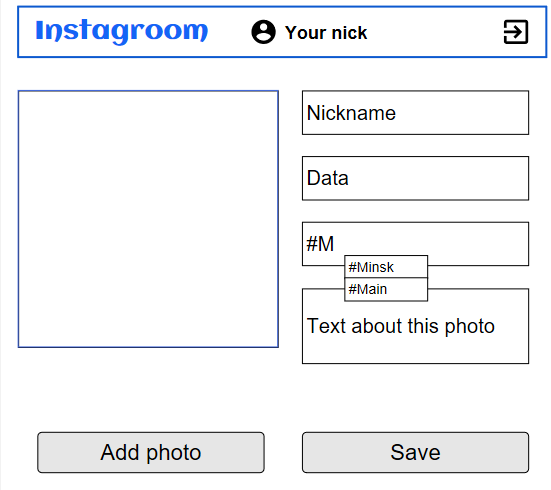 Instagroom
Your nick
Nickname
Data
#M
#Minsk
#Main
Text about this photo
Add photo
Save